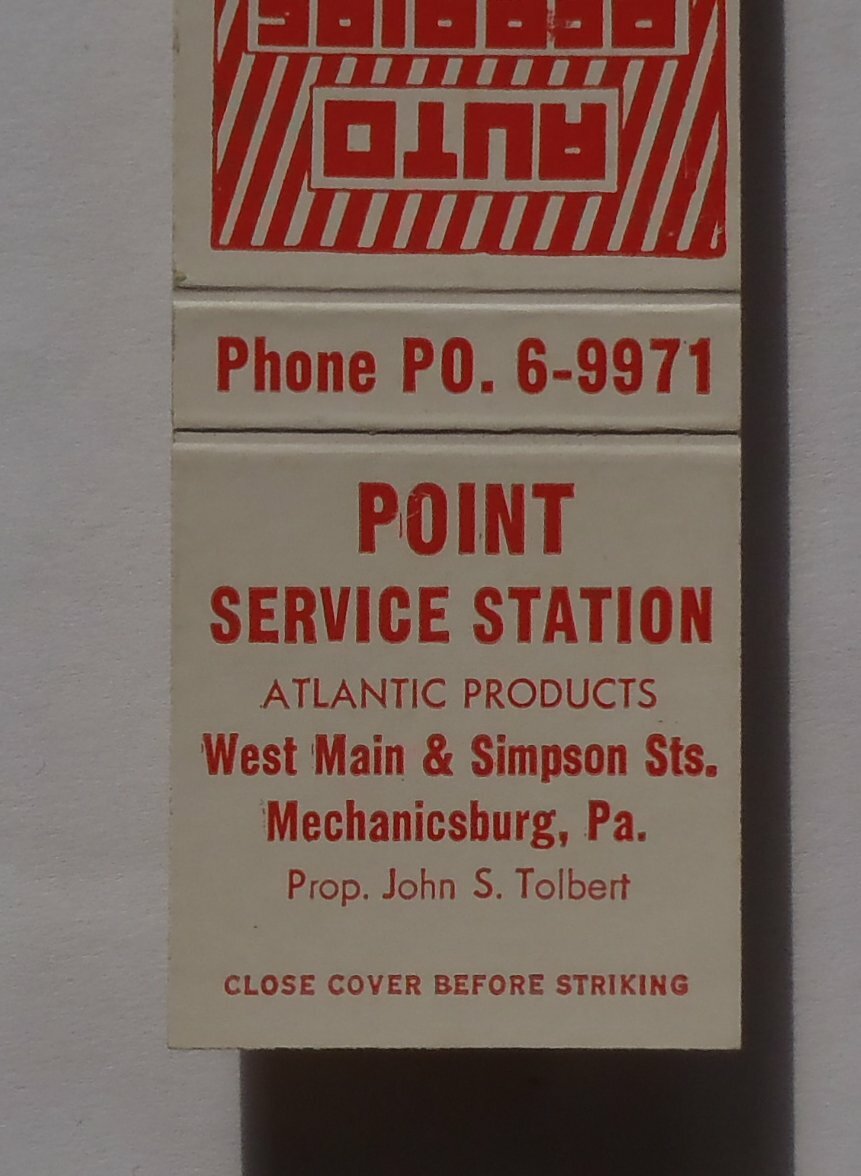 AUTO
Phone PO. 6-9971
POINT
SERVICE STATION
ATLANTIC PRODUCTS
West Main & Simpson Sts.
Mechanicsburg, Pa.
Prop. John S. Tolbert
CLOSE COVER BEFORE STRIKING